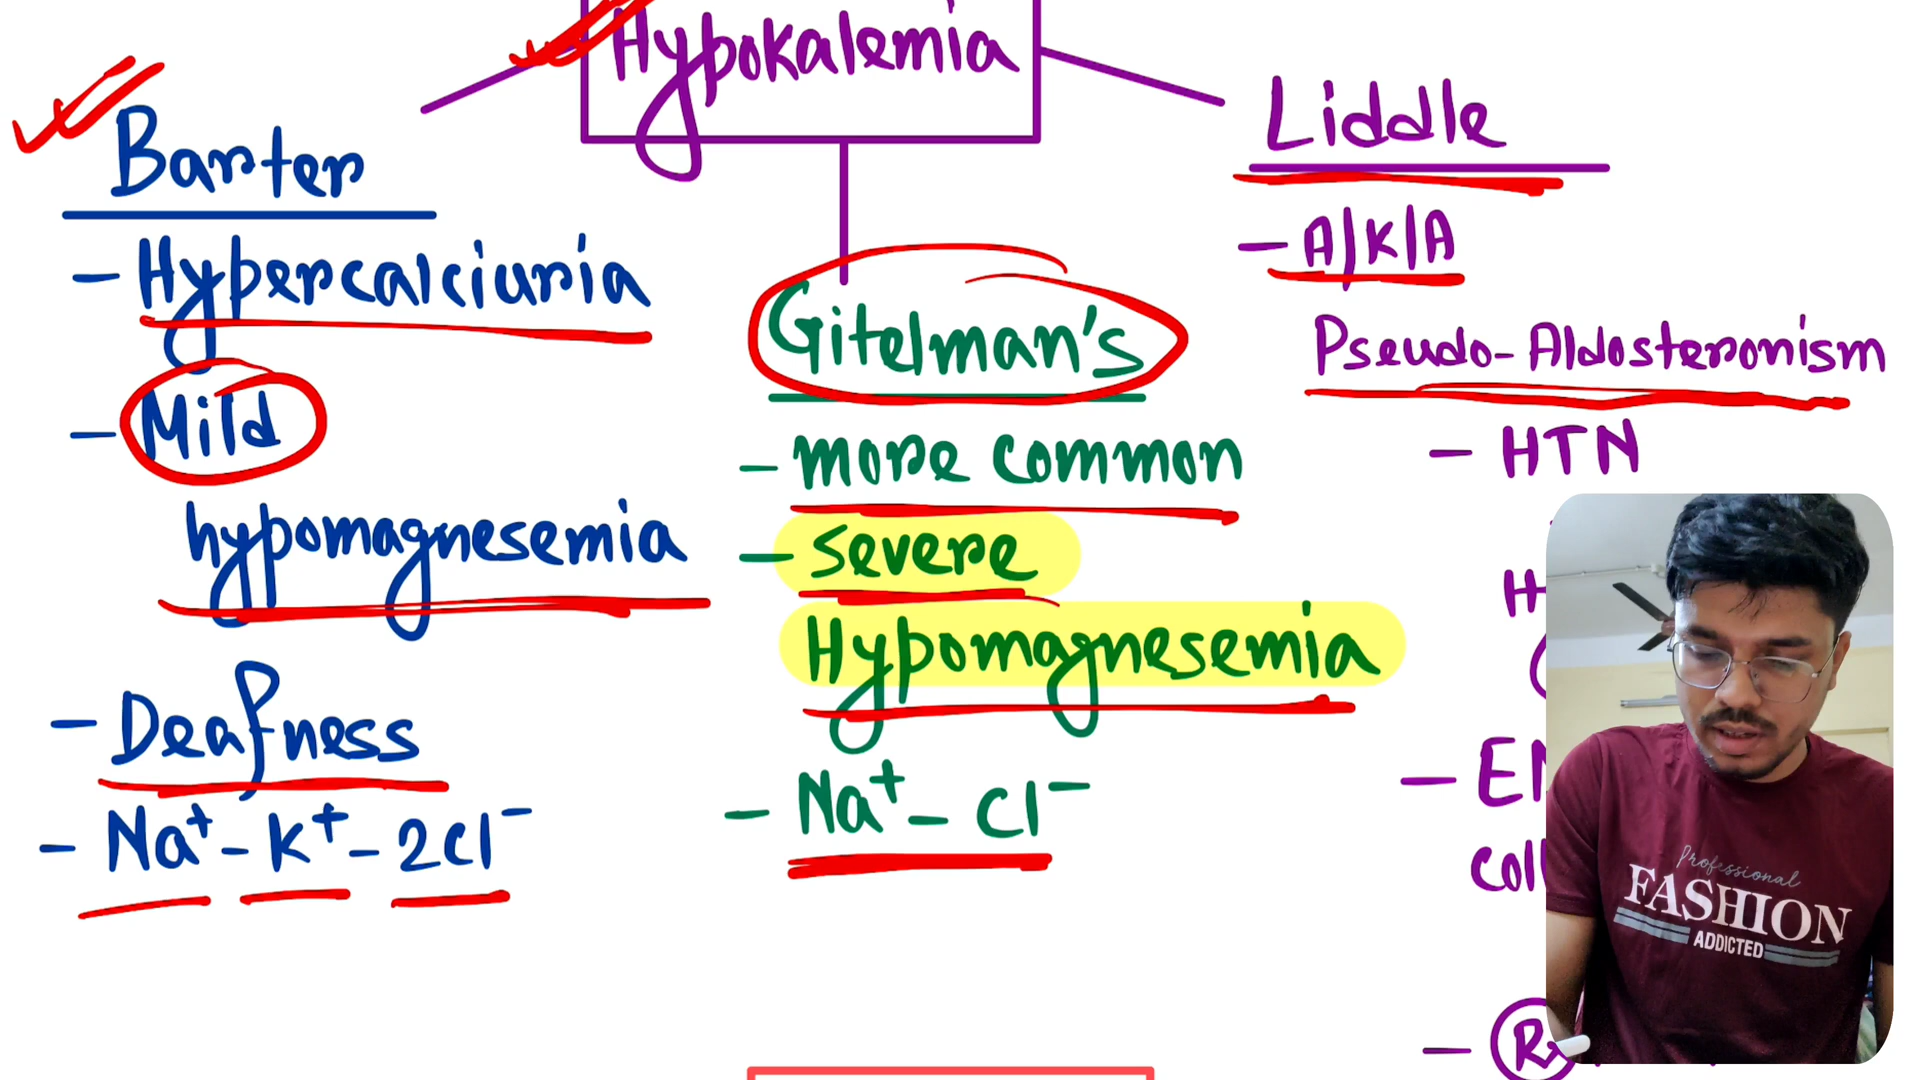 Hypokalemia
Barter
- Hypercalciuria
- Mild
hypomagnesemia
- Deafness
- Na⁺ - K⁺ - 2Cl⁻
Gitelman's
- more common
- severe
Hypomagnesemia
- Na⁺ - Cl⁻
Liddle
- A/K/A
Pseudo-Aldosteronism
- HTN
Professional
FASHION
ADDICTED